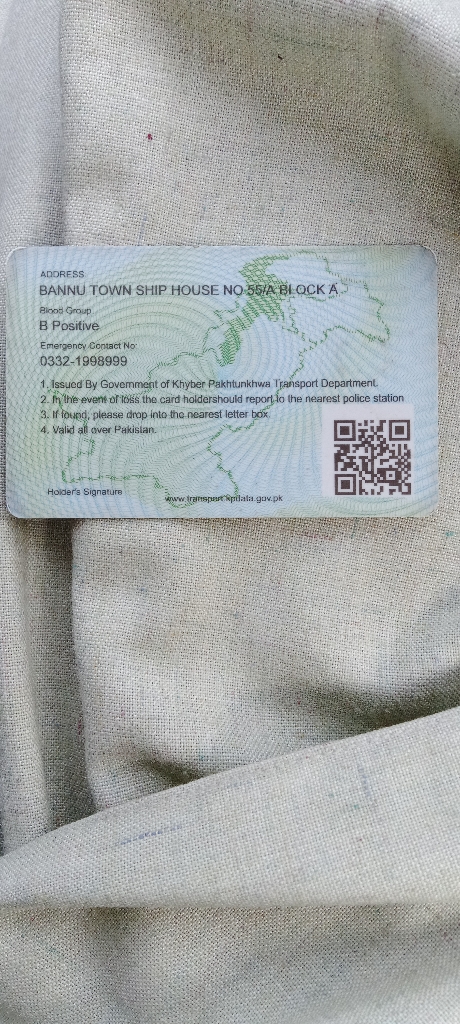 ADDRESS
BANNU TOWN SHIP HOUSE NO 55/A BLOCK A
Blood Group
B Positive
Emergency Contact No:
0332-1998999
1. Issued By Government of Khyber Pakhtunkhwa Transport Department.
2. In the event of loss the card holdershould report to the nearest police station
3. If found, please drop into the nearest letter box.
4. Valid all over Pakistan.
Holder's Signature
www.transport.kpdata.gov.pk